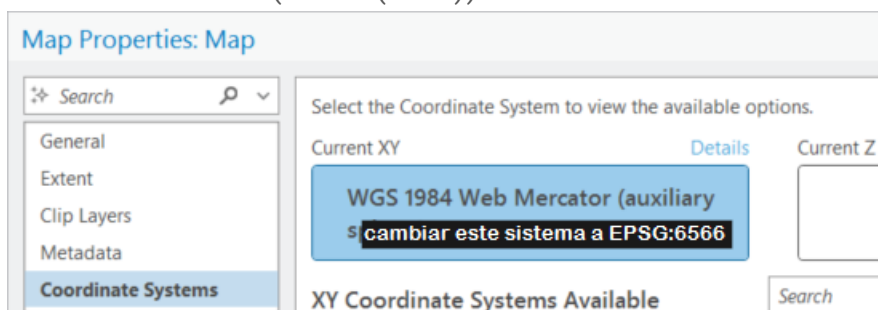 Map Properties: Map
Search
Select the Coordinate System to view the available options.
General
Current XY
Details
Current Z
Extent
WGS 1984 Web Mercator (auxiliary
Clip Layers
cambiar este sistema a EPSG:6566
Metadata
Coordinate Systems
XY Coordinate Systems Available
Search